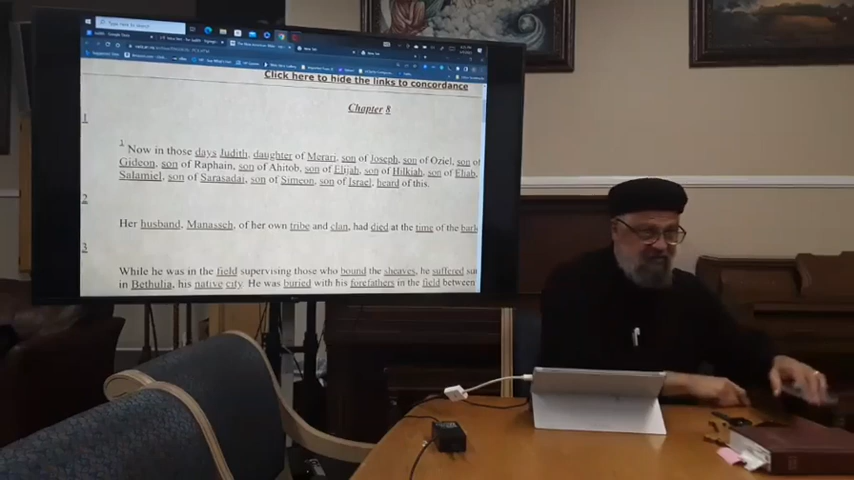 Type here to search
Click here to hide the links to concordance
Chapter 8
1
1 Now in those days Judith, daughter of Merari, son of Joseph, son of Oziel, son of
Gideon, son of Raphain, son of Ahitob, son of Elijah, son of Hilkiah, son of Eliab,
Salamiel, son of Sarasadai, son of Simeon, son of Israel, heard of this.
2
Her husband, Manasseh, of her own tribe and clan, had died at the time of the
3
While he was in the field supervising those who bound the sheaves, he suffered
in Bethulia, his native city. He was buried with his forefathers in the field between